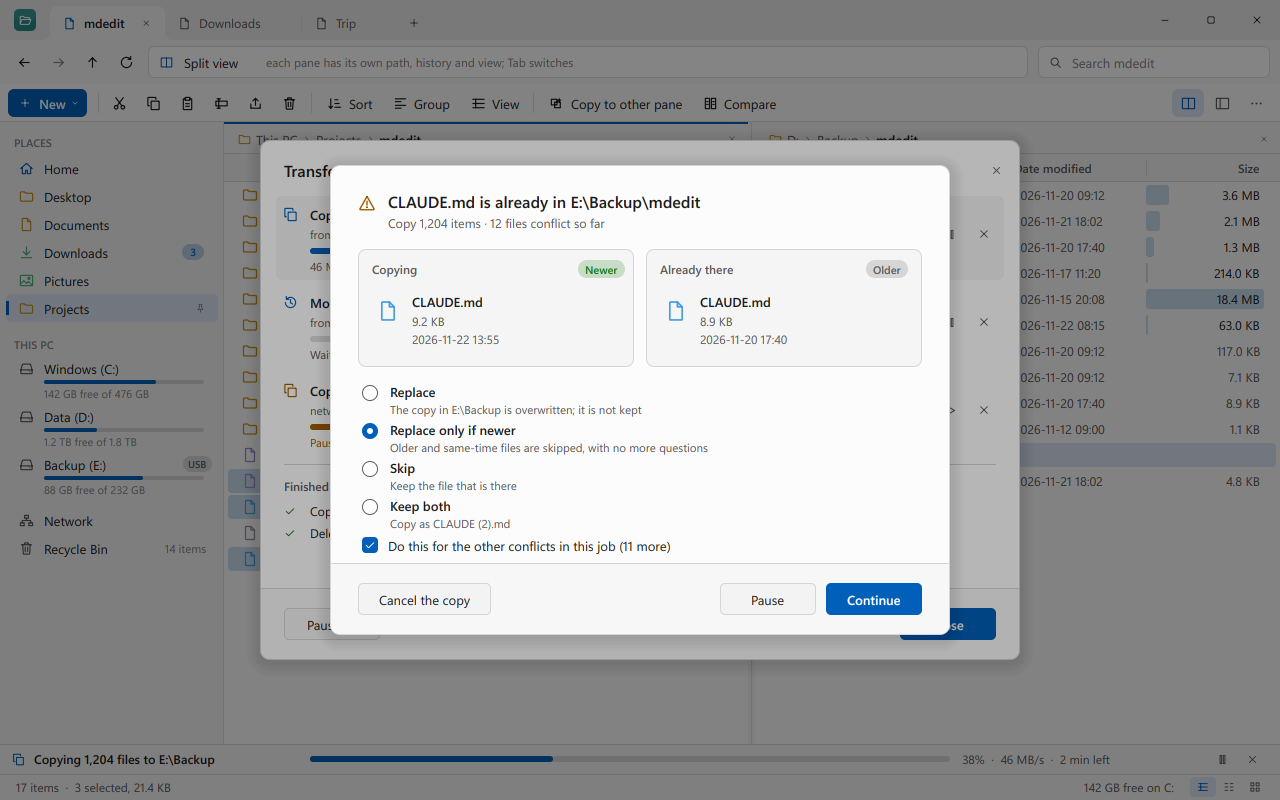 mdedit
Downloads
Trip
Split view
each pane has its own path, history and view; Tab switches
Search mdedit
New
Sort
Group
View
Copy to other pane
Compare
PLACES
Home
Desktop
Documents
Downloads 3
Pictures
Projects
THIS PC
Windows (C:)
142 GB free of 476 GB
Data (D:)
1.2 TB free of 1.8 TB
Backup (E:) USB
88 GB free of 232 GB
Network
Recycle Bin 14 items
This PC › Projects › mdedit
Backup › mdedit
Date modified Size
2026-11-20 09:12 3.6 MB
2026-11-21 18:02 2.1 MB
2026-11-20 17:40 1.3 MB
2026-11-17 11:20 214.0 KB
2026-11-15 20:08 18.4 MB
2026-11-22 08:15 63.0 KB
2026-11-20 09:12 117.0 KB
2026-11-20 09:12 7.1 KB
2026-11-20 17:40 8.9 KB
2026-11-12 09:00 1.1 KB
2026-11-21 18:02 4.8 KB
Finished
CLAUDE.md is already in E:\Backup\mdedit
Copy 1,204 items · 12 files conflict so far
Copying Newer
CLAUDE.md
9.2 KB
2026-11-22 13:55
Already there Older
CLAUDE.md
8.9 KB
2026-11-20 17:40
Replace
The copy in E:\Backup is overwritten; it is not kept
Replace only if newer
Older and same-time files are skipped, with no more questions
Skip
Keep the file that is there
Keep both
Copy as CLAUDE (2).md
Do this for the other conflicts in this job (11 more)
Cancel the copy
Pause
Continue
Copying 1,204 files to E:\Backup
38% · 46 MB/s · 2 min left
17 items · 3 selected, 21.4 KB
142 GB free on C: